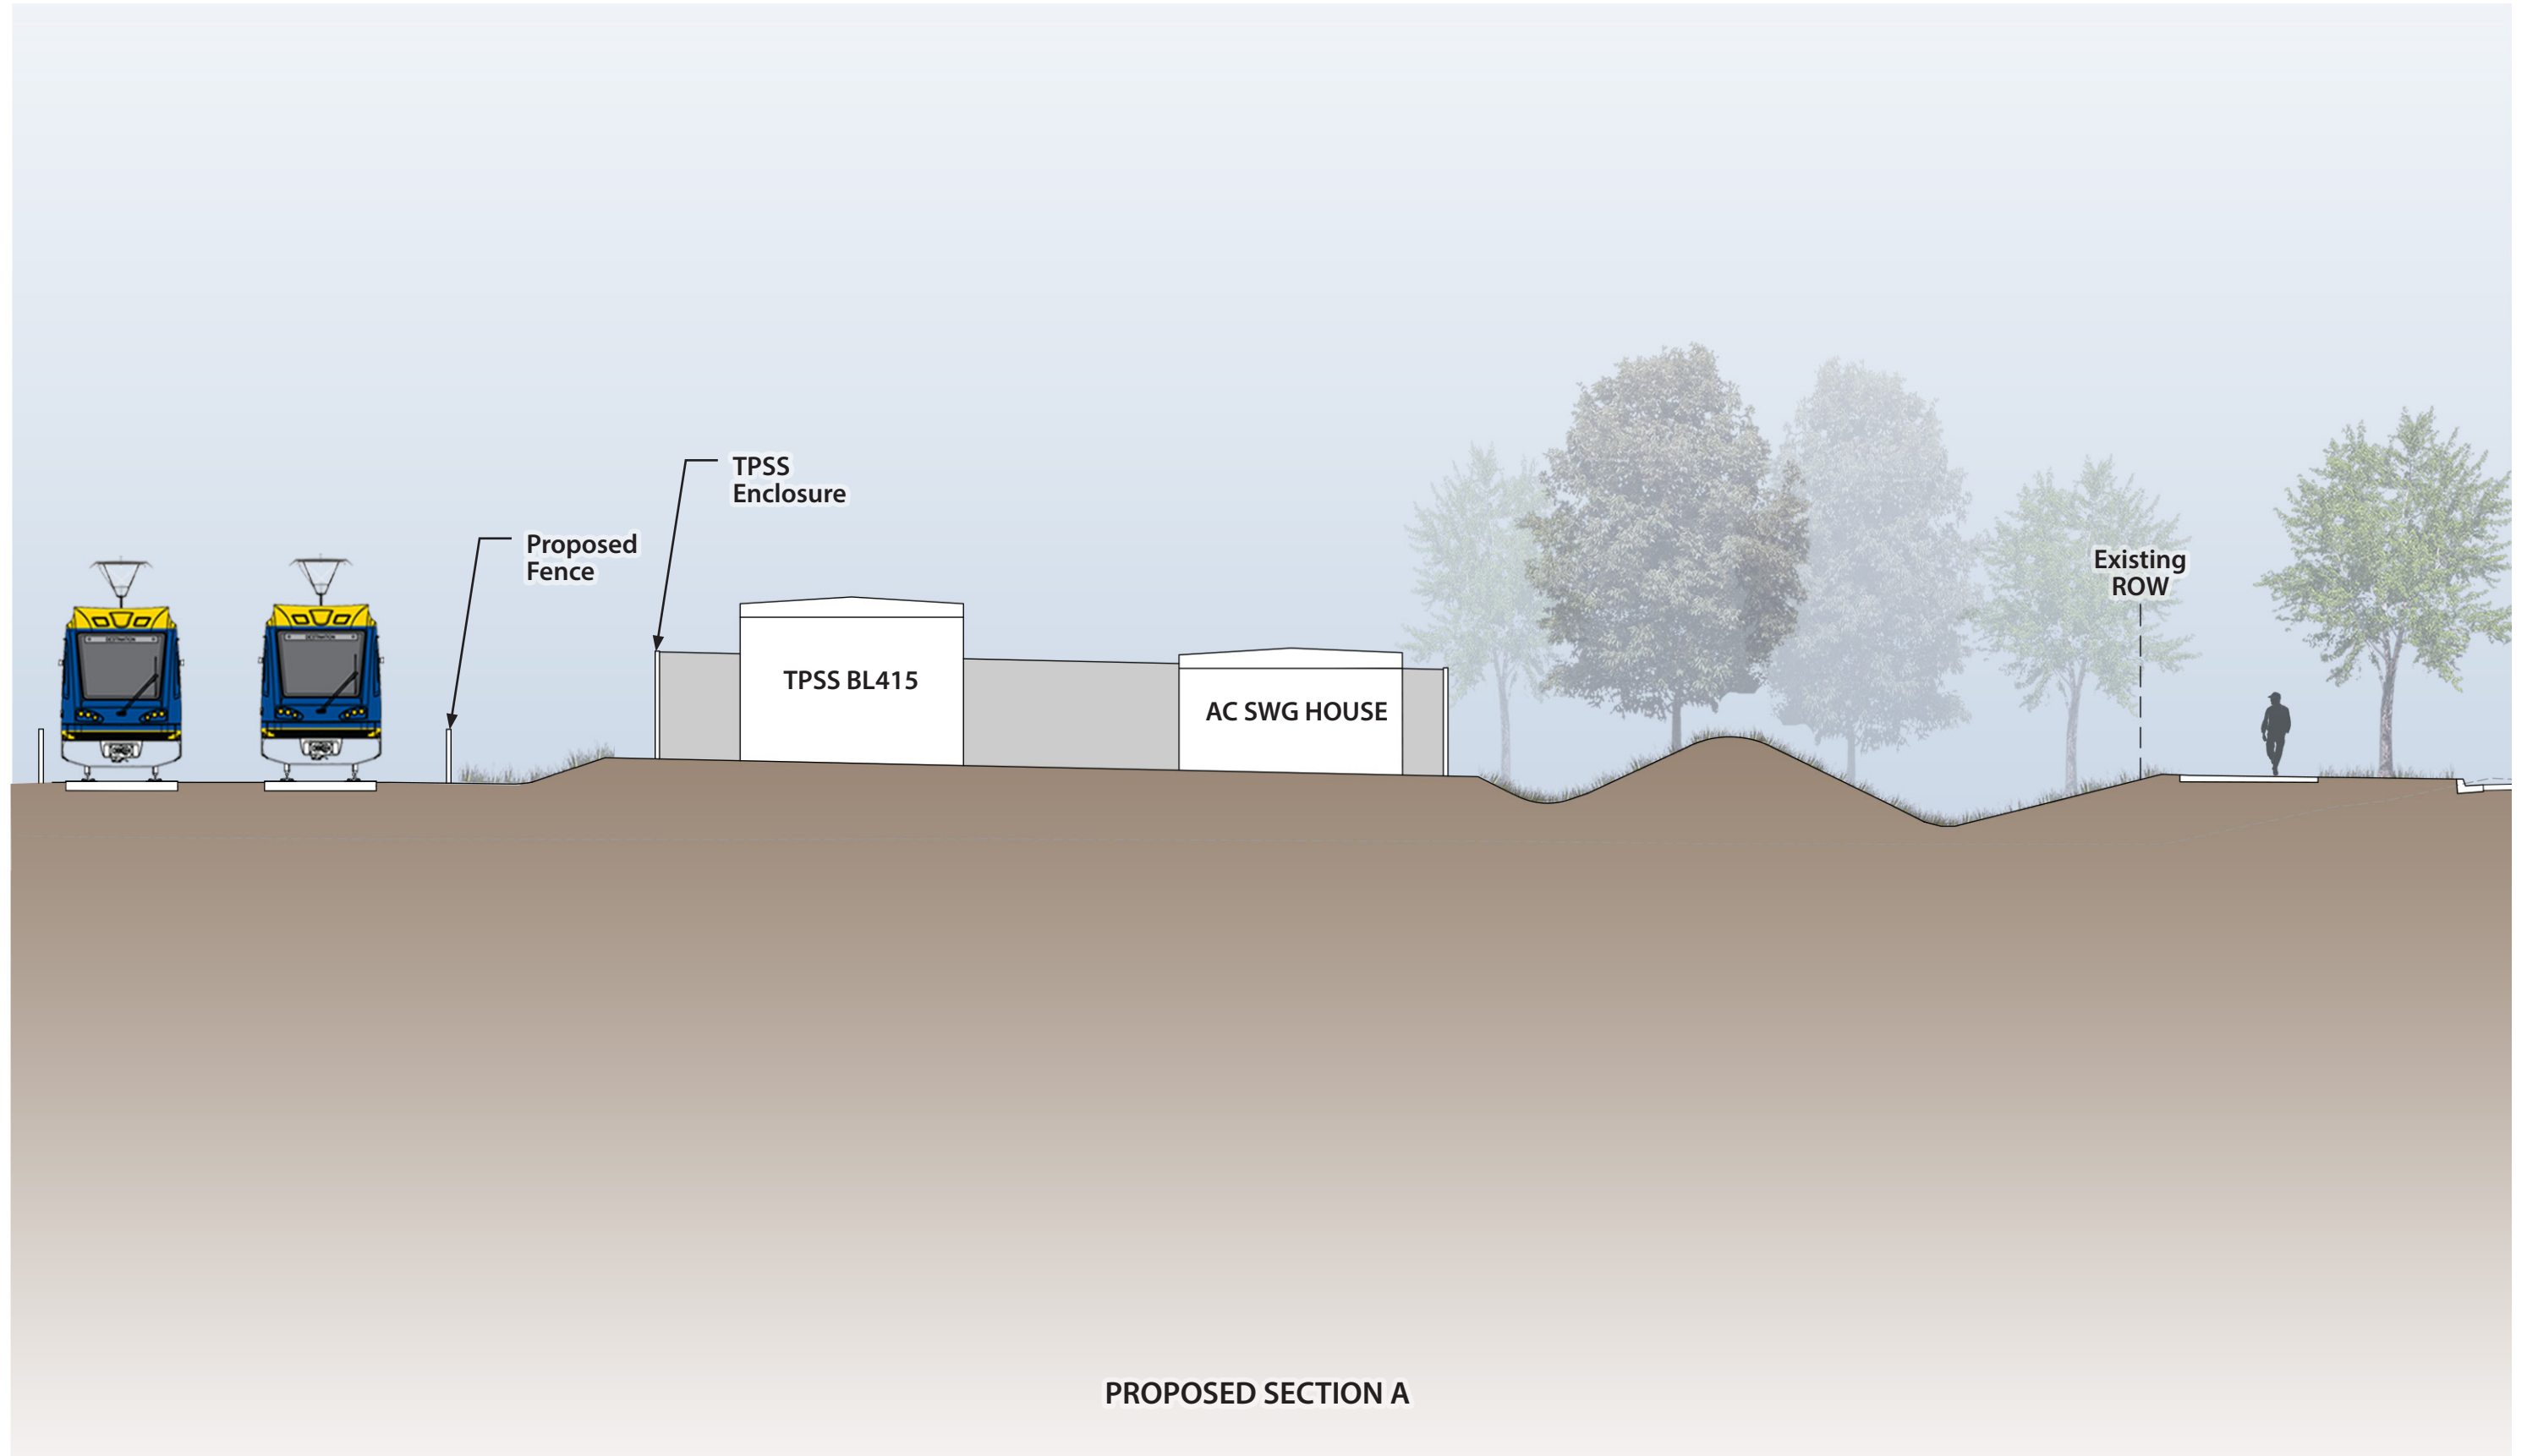 TPSS
Enclosure
Proposed
Fence
Existing
ROW
TPSS BL415
AC SWG HOUSE
PROPOSED SECTION A